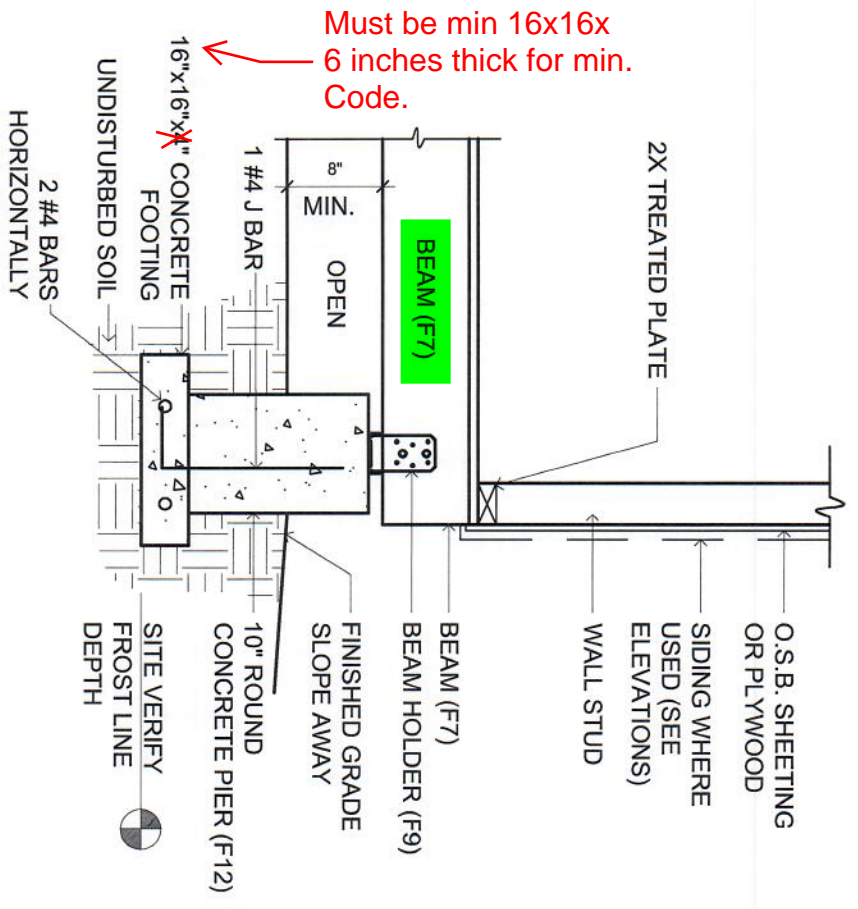 Must be min 16x16x
6 inches thick for min.
Code.
O.S.B. SHEETING
OR PLYWOOD
SIDING WHERE
USED (SEE
ELEVATIONS)
WALL STUD
BEAM (F7)
BEAM HOLDER (F9)
FINISHED GRADE
SLOPE AWAY
10" ROUND
CONCRETE PIER (F12)
SITE VERIFY
FROST LINE
DEPTH
2X TREATED PLATE
BEAM (F7)
8"
MIN.
OPEN
1 #4 J BAR
16"x16"x4" CONCRETE
FOOTING
UNDISTURBED SOIL
2 #4 BARS
HORIZONTALLY